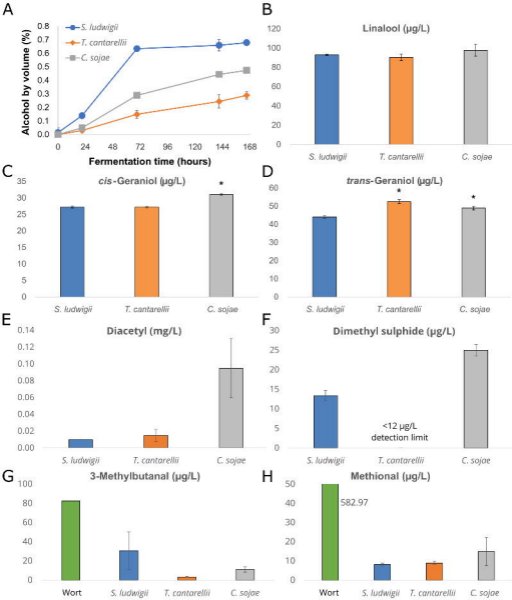 A
Alcohol by volume (%)
0.8
0.7
0.6
0.5
0.4
0.3
0.2
0.1
0.0
S. ludwigii
T. cantarellii
C. sojae
0 24 48 72 96 120 144 168
Fermentation time (hours)
B
Linalool (µg/L)
120
100
80
60
40
20
0
S. ludwigii T. cantarellii C. sojae
C
cis-Geraniol (µg/L)
35
30
25
20
15
10
5
0
*
S. ludwigii T. cantarellii C. sojae
D
trans-Geraniol (µg/L)
60
50
40
30
20
10
0
* *
S. ludwigii T. cantarellii C. sojae
E
Diacetyl (mg/L)
0.14
0.12
0.10
0.08
0.06
0.04
0.02
0.00
S. ludwigii T. cantarellii C. sojae
F
Dimethyl sulphide (µg/L)
30
25
20
15
10
5
0
<12 µg/L
detection limit
S. ludwigii T. cantarellii C. sojae
G
3-Methylbutanal (µg/L)
100
80
60
40
20
0
Wort S. ludwigii T. cantarellii C. sojae
H
Methional (µg/L)
50
40
30
20
10
0
582.97
Wort S. ludwigii T. cantarellii C. sojae